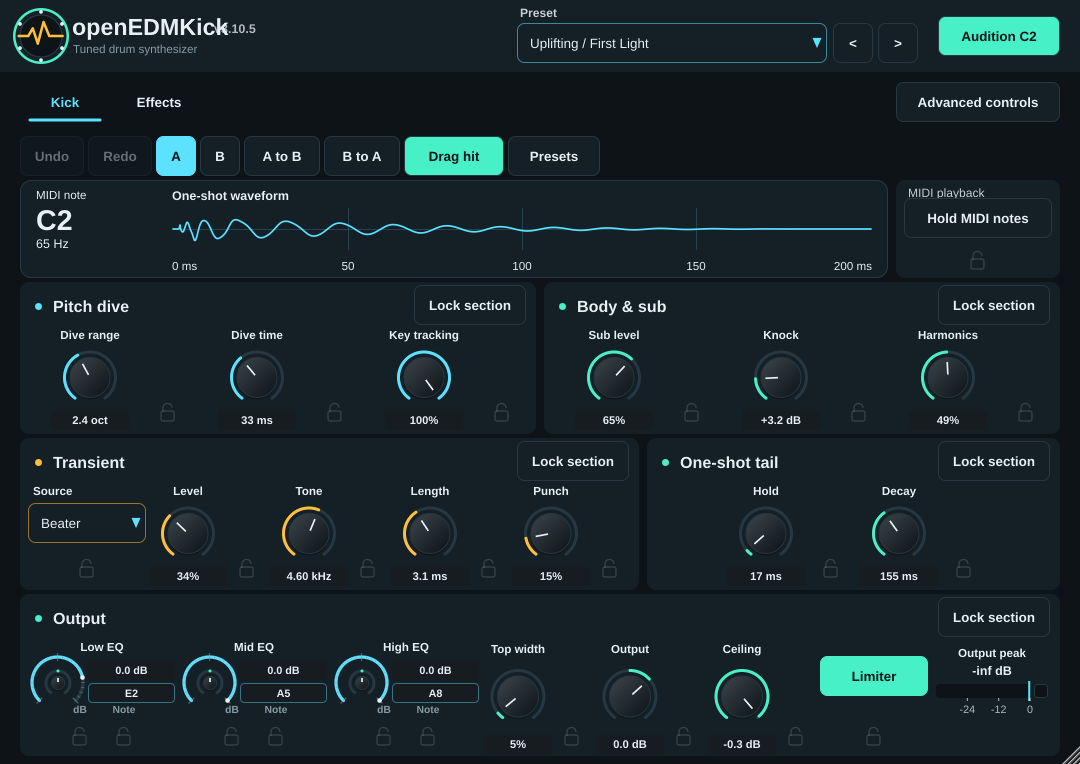 openEDMKick
.10.5
Tuned drum synthesizer
Preset
Uplifting / First Light
<
>
Audition C2
Kick
Effects
Advanced controls
Undo
Redo
A
B
A to B
B to A
Drag hit
Presets
MIDI note
C2
65 Hz
One-shot waveform
0 ms
50
100
150
200 ms
MIDI playback
Hold MIDI notes
Pitch dive
Lock section
Dive range
Dive time
Key tracking
2.4 oct
33 ms
100%
Body & sub
Lock section
Sub level
Knock
Harmonics
65%
+3.2 dB
49%
Transient
Lock section
Source
Level
Tone
Length
Punch
Beater
34%
4.60 kHz
3.1 ms
15%
One-shot tail
Lock section
Hold
Decay
17 ms
155 ms
Output
Lock section
Low EQ
0.0 dB
E2
dB
Note
Mid EQ
0.0 dB
A5
dB
Note
High EQ
0.0 dB
A8
dB
Note
Top width
5%
Output
0.0 dB
Ceiling
-0.3 dB
Limiter
Output peak
-inf dB
-24
-12
0